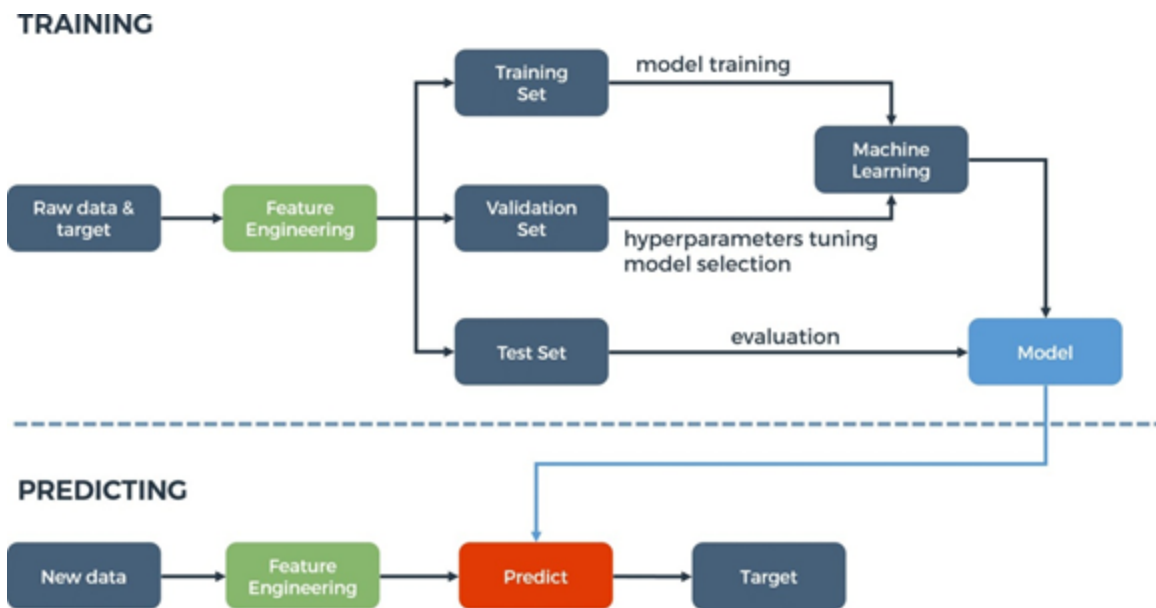 TRAINING
Training
Set
model training
Machine
Learning
Raw data &
target
Feature
Engineering
Validation
Set
hyperparameters tuning
model selection
Test Set
evaluation
Model
PREDICTING
New data
Feature
Engineering
Predict
Target